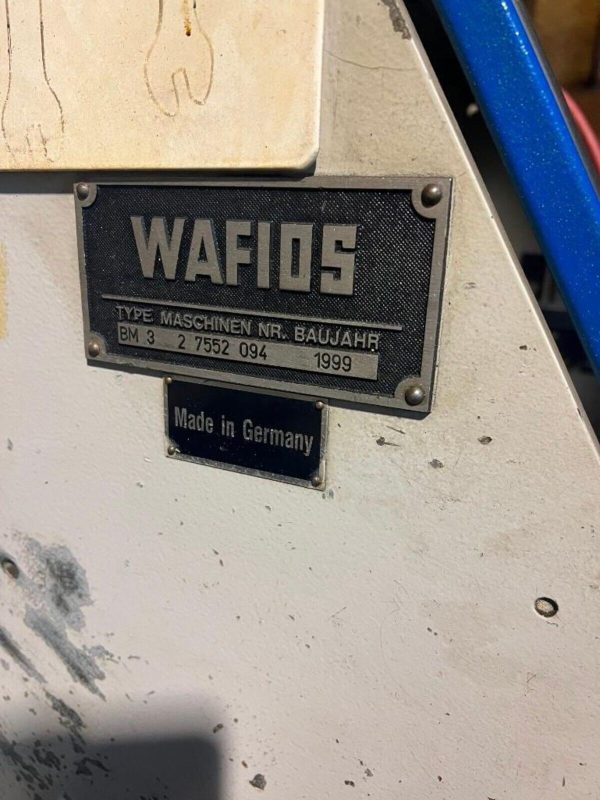 WAFIOS
TYPE MASCHINEN NR. BAUJAHR
BM 3 2 7552 094 1999
Made in Germany